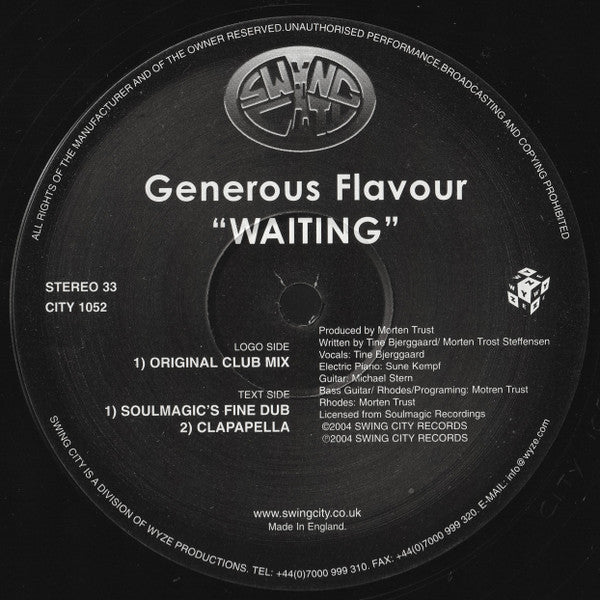 ALL RIGHTS OF THE MANUFACTURER AND OF THE OWNER RESERVED.UNAUTHORISED PERFORMANCE,BROADCASTING AND COPYING PROHIBITED
SWING CITY
Generous Flavour
“WAITING”
STEREO 33
CITY 1052
WYZE
LOGO SIDE
1) ORIGINAL CLUB MIX
TEXT SIDE
1) SOULMAGIC'S FINE DUB
2) CLAPAPELLA
Produced by Morten Trust
Written by Tine Bjerggaard/ Morten Trost Steffensen
Vocals: Tine Bjerggaard
Electric Piano: Sune Kempf
Guitar: Michael Stern
Bass Guitar/ Rhodes/Programing: Motren Trust
Rhodes: Morten Trust
Licensed from Soulmagic Recordings
©2004 SWING CITY RECORDS
℗2004 SWING CITY RECORDS
www.swingcity.co.uk
Made In England.
SWING CITY IS A DIVISION OF WYZE PRODUCTIONS. TEL: +44(0)7000 999 310. FAX: +44(0)7000 999 320. E-MAIL: info@wyze.com